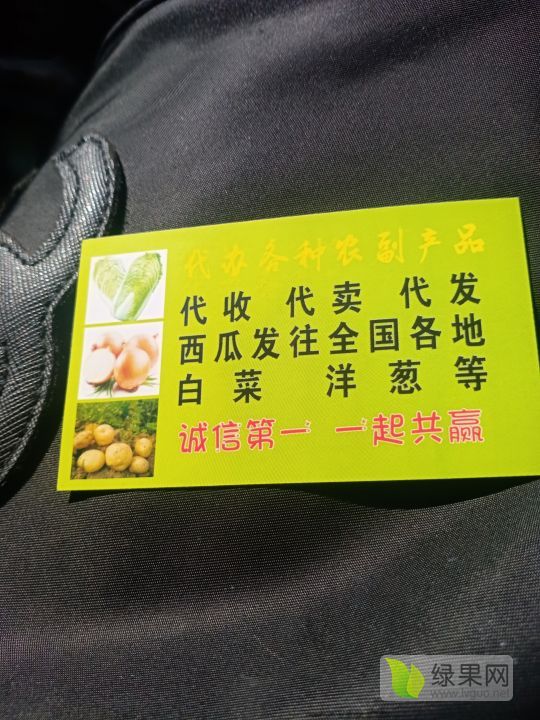 代办各种农副产品
代收 代卖 代发
西瓜发往全国各地
白菜 洋葱等
诚信第一 一起共赢
绿果网
www.lvguo.net